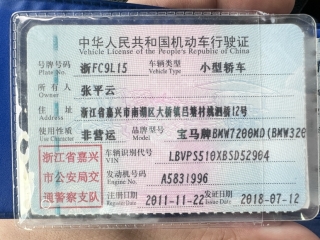 中华人民共和国机动车行驶证
Vehicle License of the People's Republic of China
号牌号码 浙FC9L15 车辆类型 小型轿车
Plate No. Vehicle Type
所有人 张平云
Owner
住址 浙江省嘉兴市南湖区大桥镇吕塘村姚泗桥12号
Address
使用性质 非营运 品牌型号 宝马牌BMW7200MD(BMW320
Use Character Model
车辆识别代号 LBVPS510XBSD52904
VIN
浙江省嘉兴市公安局交通警察支队
发动机号码 A5831996
Engine No.
注册日期 2011-11-22 发证日期 2018-07-12
Register Date Issue Date